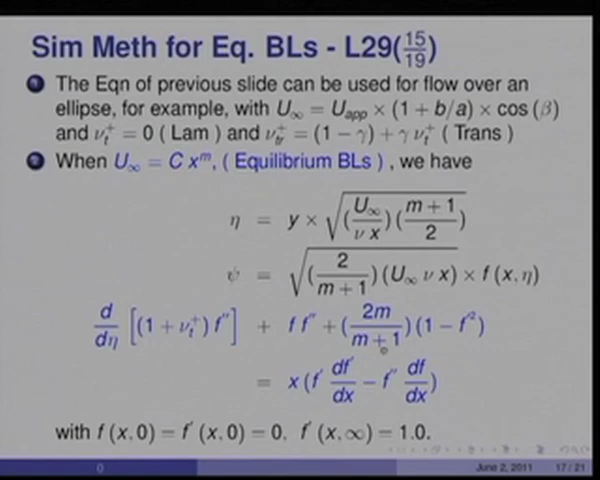 Sim Meth for Eq. BLs - L29(15/19)
1 The Eqn of previous slide can be used for flow over an
ellipse, for example, with U∞ = Uapp × (1 + b/a) × cos (β)
and ν_t^+ = 0 ( Lam ) and ν_tr^+ = (1 − γ) + γ ν_t^+ ( Trans )
2 When U∞ = C x^m, ( Equilibrium BLs ) , we have
η = y × √((U∞/ν x)(m + 1/2))
ψ = √((2/m + 1)(U∞ ν x)) × f (x, η)
d/dη [(1 + ν_t^+) f''] + f f'' + (2m/m + 1)(1 − f'^2)
= x (f' df'/dx − f'' df/dx)
with f (x, 0) = f' (x, 0) = 0, f' (x, ∞) = 1.0.
()
June 2, 2011 17 / 21